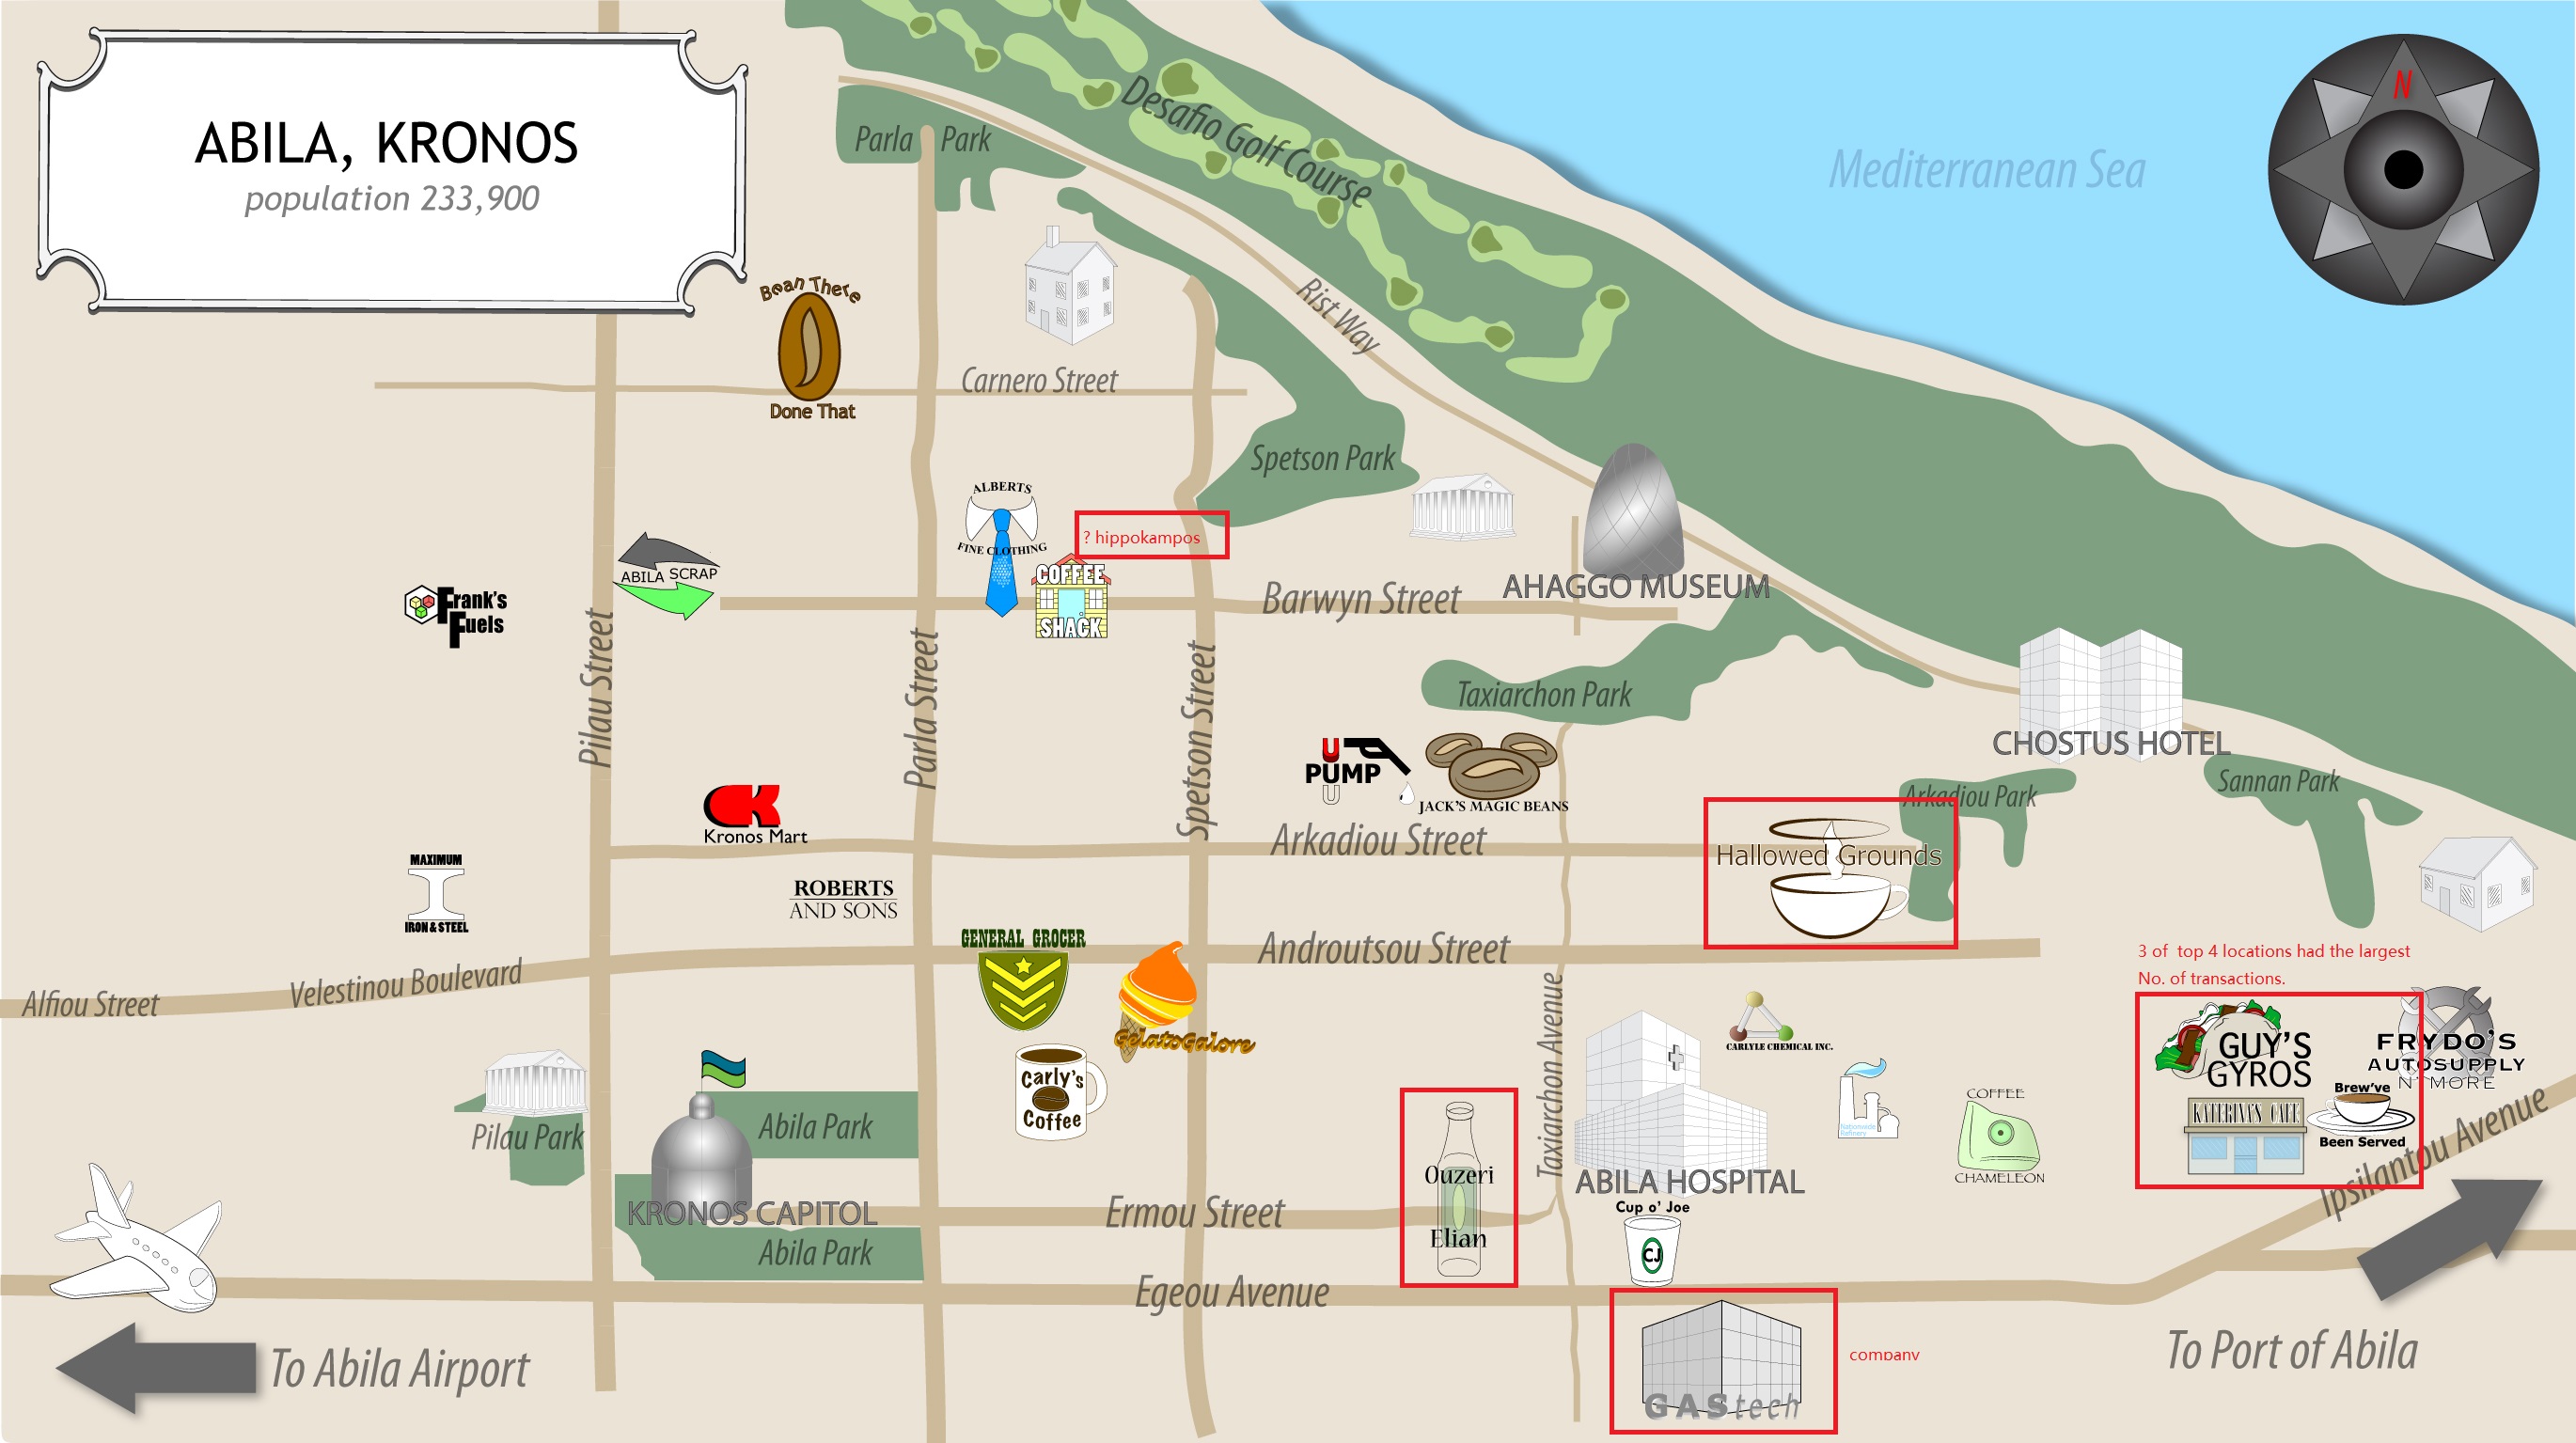 ABILA, KRONOS
population 233,900
N
Mediterranean Sea
Desafio Golf Course
Parla Park
Rist Way
Bean There
Done That
Carnero Street
Spetson Park
ALBERTS
FINE CLOTHING
? hippokampos
COFFEE
SHACK
ABILA SCRAP
Frank's
Fuels
Barwyn Street
AHAGGO MUSEUM
Pilau Street
Parla Street
Spetson Street
Taxiarchon Park
CHOSTUS HOTEL
U
PUMP
U
JACK'S MAGIC BEANS
Arkadiou Park
Sannan Park
Kronos Mart
Arkadiou Street
Hallowed Grounds
MAXIMUM
IRON & STEEL
ROBERTS
AND SONS
GENERAL GROCER
Androutsou Street
3 of top 4 locations had the largest
No. of transactions.
Velestinou Boulevard
Alfiou Street
GelatoGalore
Carly's
Coffee
Taxiarchon Avenue
CARLYLE CHEMICAL INC.
Nationwide
Refinery
COFFEE
CHAMELEON
GUY'S
GYROS
FRYDO'S
AUTOSUPPLY
N' MORE
KATERINA'S CAFE
Brew've
Been Served
Ipsilantou Avenue
Pilau Park
Abila Park
KRONOS CAPITOL
Abila Park
Ermou Street
Ouzeri
Elian
ABILA HOSPITAL
Cup o' Joe
CJ
Egeou Avenue
GAStech
company
To Abila Airport
To Port of Abila